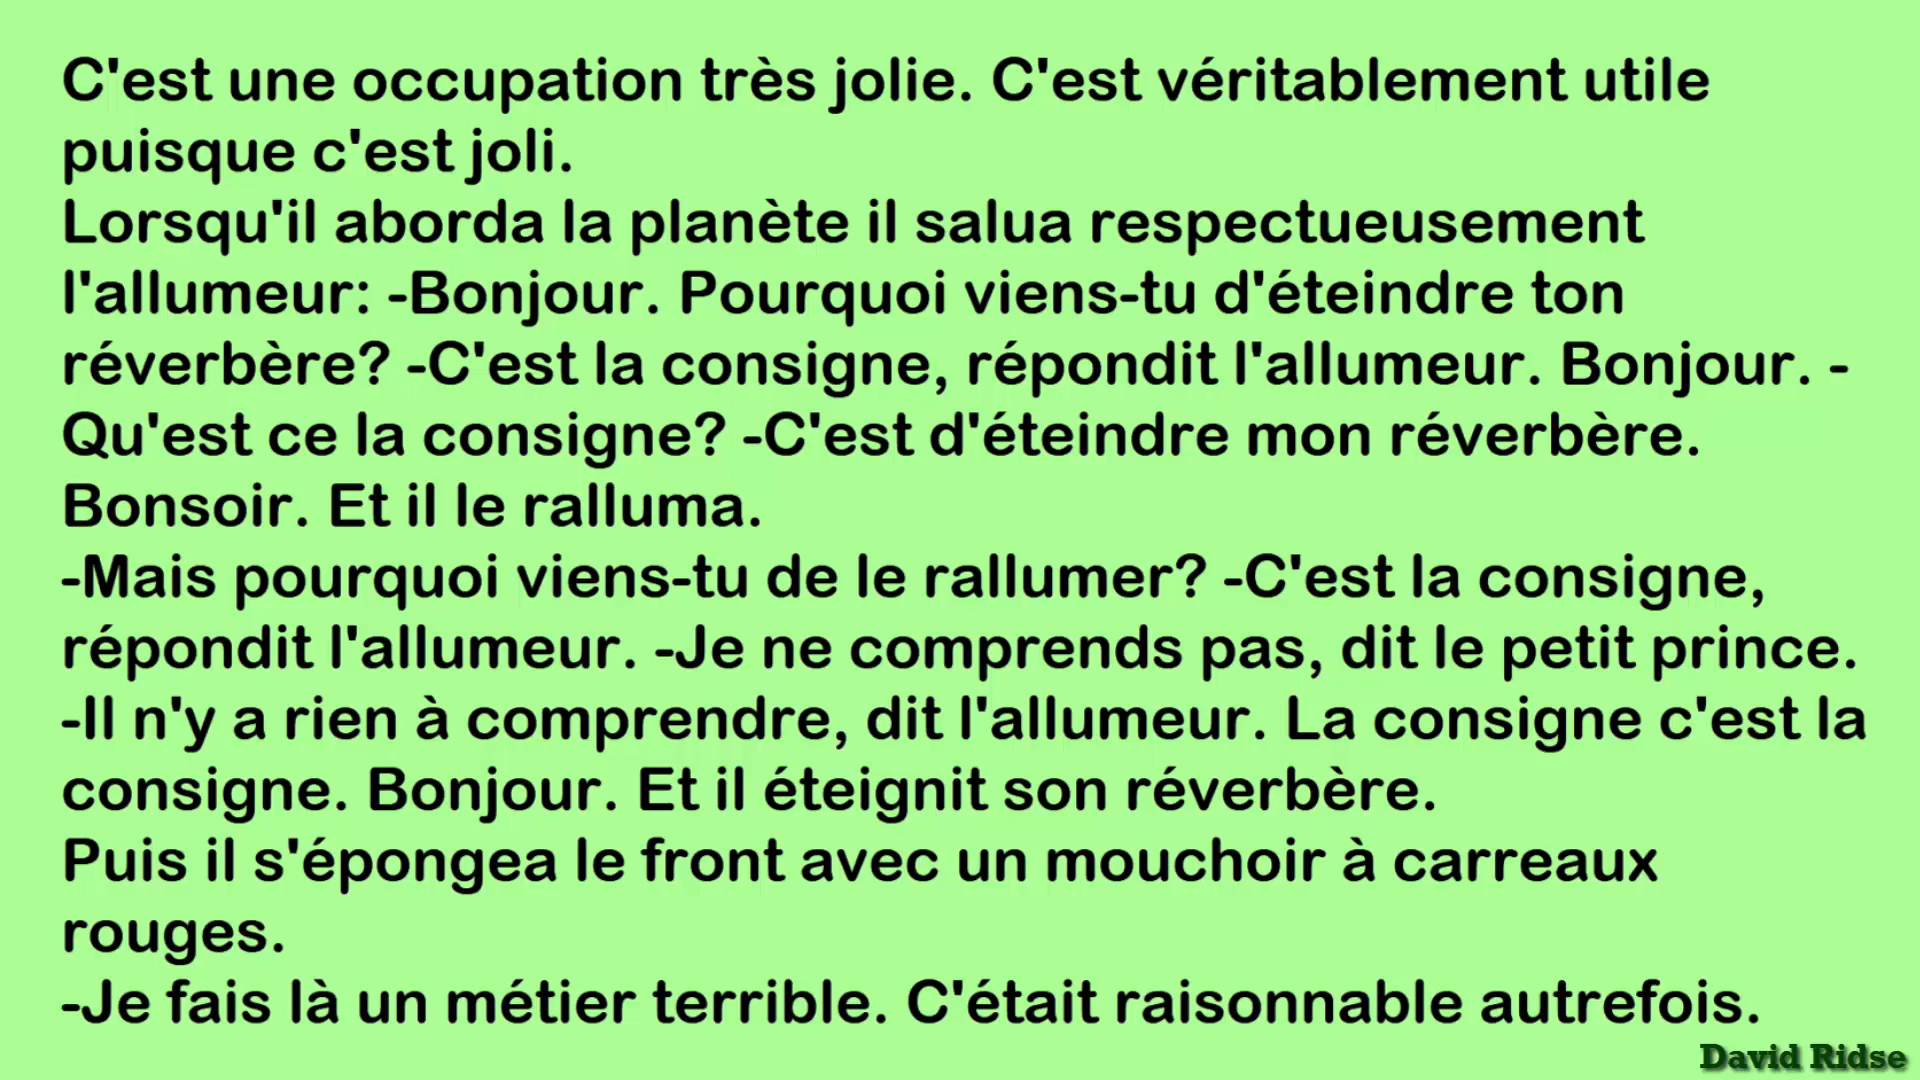 C'est une occupation très jolie. C'est véritablement utile
puisque c'est joli.
Lorsqu'il aborda la planète il salua respectueusement
l'allumeur: -Bonjour. Pourquoi viens-tu d'éteindre ton
réverbère? -C'est la consigne, répondit l'allumeur. Bonjour. -
Qu'est ce la consigne? -C'est d'éteindre mon réverbère.
Bonsoir. Et il le ralluma.
-Mais pourquoi viens-tu de le rallumer? -C'est la consigne,
répondit l'allumeur. -Je ne comprends pas, dit le petit prince.
-Il n'y a rien à comprendre, dit l'allumeur. La consigne c'est la
consigne. Bonjour. Et il éteignit son réverbère.
Puis il s'épongea le front avec un mouchoir à carreaux
rouges.
-Je fais là un métier terrible. C'était raisonnable autrefois.
David Ridse